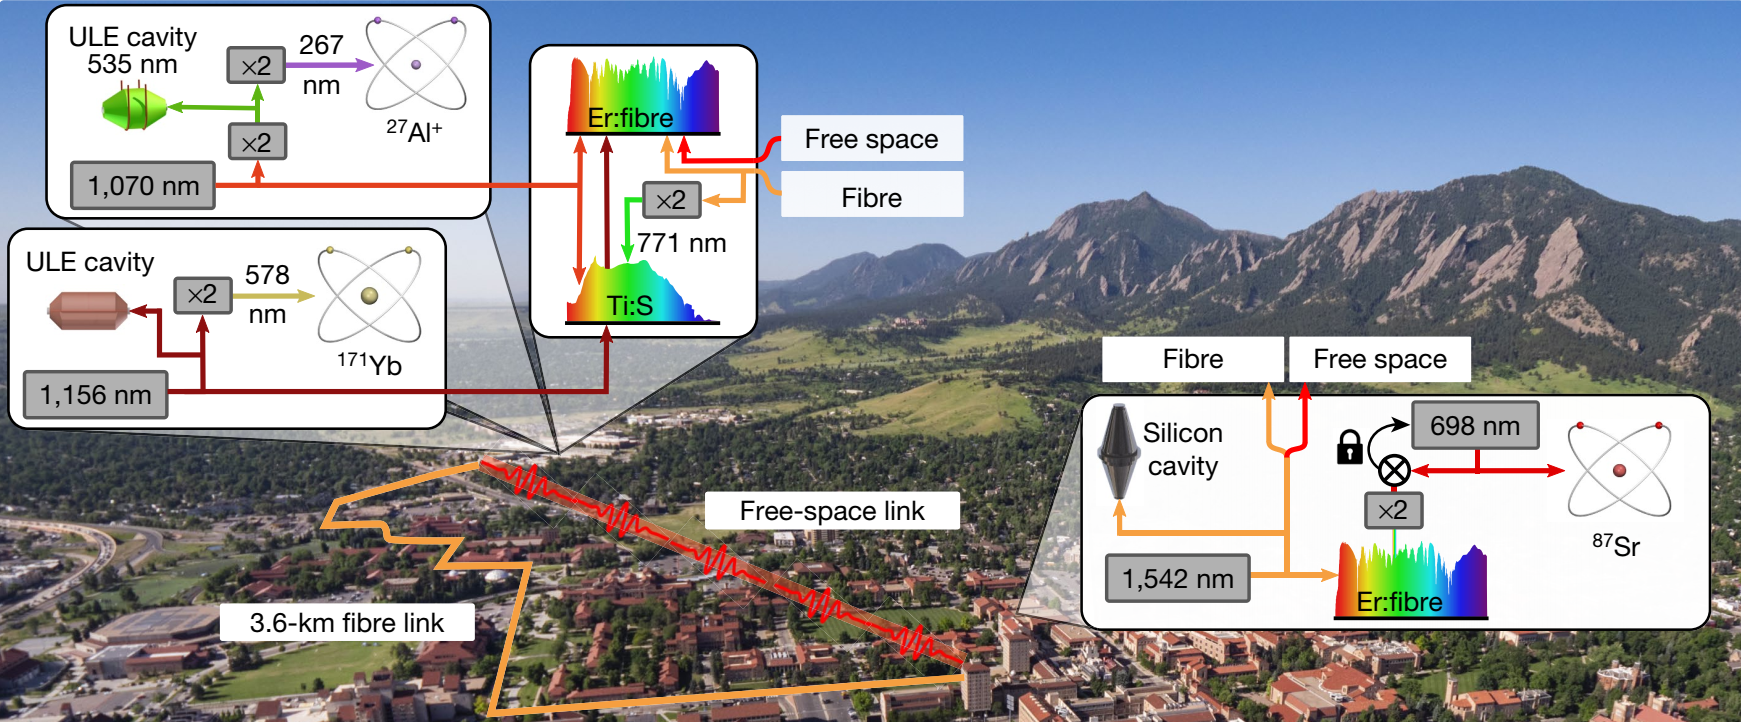 ULE cavity
535 nm
×2
267
nm
×2
²⁷Al⁺
1,070 nm
ULE cavity
×2
578
nm
¹⁷¹Yb
1,156 nm
Er:fibre
Free space
Fibre
×2
771 nm
Ti:S
Free-space link
3.6-km fibre link
Fibre
Free space
Silicon
cavity
698 nm
×2
⁸⁷Sr
1,542 nm
Er:fibre